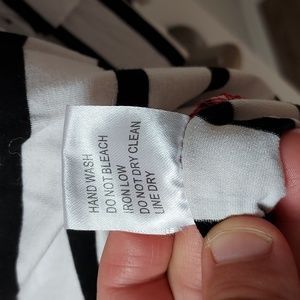 HAND WASH
DO NOT BLEACH
IRON LOW
DO NOT DRY CLEAN
LINE DRY